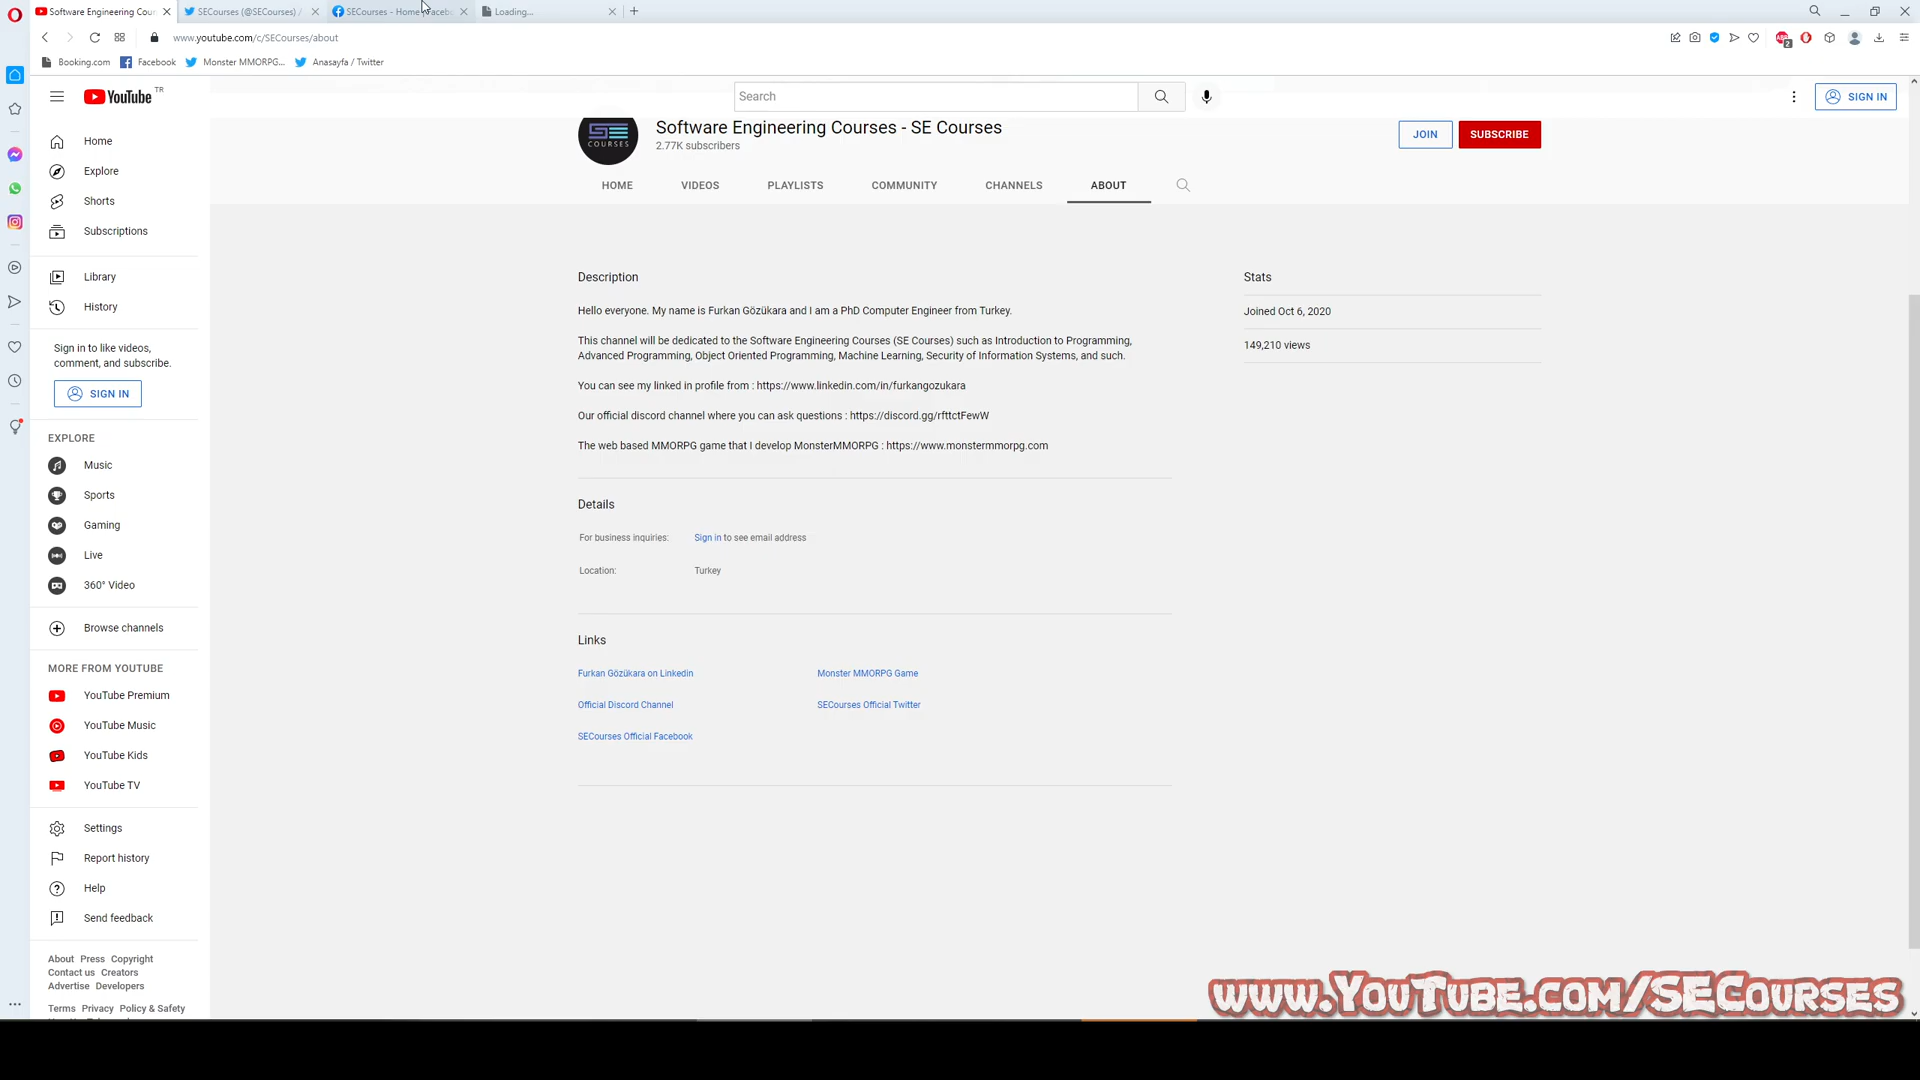 Software Engineering Cour
SECourses (@SECourses) /
SECourses - Home | Faceb
Loading...
www.youtube.com/c/SECourses/about
2
Booking.com
Facebook
Monster MMORPG...
Anasayfa / Twitter
YouTube TR
Search
SIGN IN
Home
Explore
Shorts
Subscriptions
Library
History
Sign in to like videos,
comment, and subscribe.
SIGN IN
EXPLORE
Music
Sports
Gaming
Live
360° Video
Browse channels
MORE FROM YOUTUBE
YouTube Premium
YouTube Music
YouTube Kids
YouTube TV
Settings
Report history
Help
Send feedback
About Press Copyright
Contact us Creators
Advertise Developers
Terms Privacy Policy & Safety
SE
COURSES
Software Engineering Courses - SE Courses
2.77K subscribers
JOIN
SUBSCRIBE
HOME
VIDEOS
PLAYLISTS
COMMUNITY
CHANNELS
ABOUT
Description
Hello everyone. My name is Furkan Gözükara and I am a PhD Computer Engineer from Turkey.
This channel will be dedicated to the Software Engineering Courses (SE Courses) such as Introduction to Programming,
Advanced Programming, Object Oriented Programming, Machine Learning, Security of Information Systems, and such.
You can see my linked in profile from : https://www.linkedin.com/in/furkangozukara
Our official discord channel where you can ask questions : https://discord.gg/rfttctFewW
The web based MMORPG game that I develop MonsterMMORPG : https://www.monstermmorpg.com
Stats
Joined Oct 6, 2020
149,210 views
Details
For business inquiries: Sign in to see email address
Location: Turkey
Links
Furkan Gözükara on Linkedin
Monster MMORPG Game
Official Discord Channel
SECourses Official Twitter
SECourses Official Facebook
www.YouTube.com/SECourses